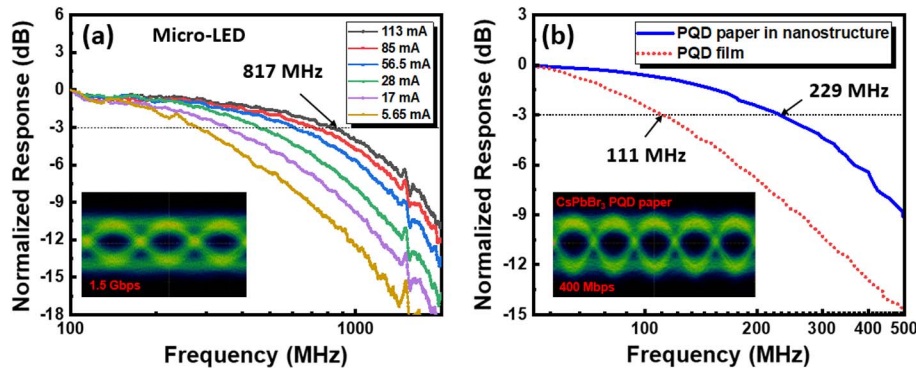 (a)
Micro-LED
113 mA
85 mA
56.5 mA
28 mA
17 mA
5.65 mA
817 MHz
1.5 Gbps
Normalized Response (dB)
6
3
0
-3
-6
-9
-12
-15
-18
100
1000
Frequency (MHz)
(b)
PQD paper in nanostructure
PQD film
229 MHz
111 MHz
CsPbBr₃ PQD paper
400 Mbps
Normalized Response (dB)
3
0
-3
-6
-9
-12
-15
100
200
300
400
500
Frequency (MHz)